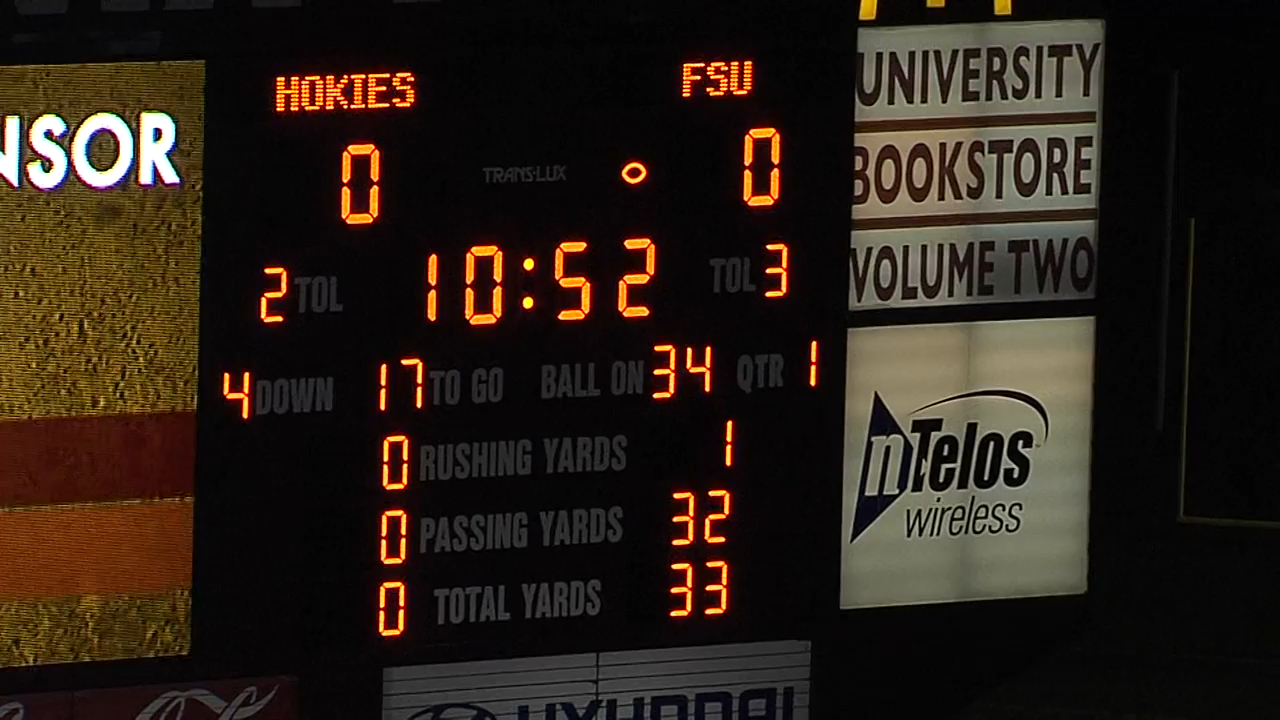 HOKIES FSU
NSOR
0 TRANS-LUX 0
2 TOL 10:52 TOL 3
4 DOWN 17 TO GO BALL ON 34 QTR 1
0 RUSHING YARDS 1
0 PASSING YARDS 32
0 TOTAL YARDS 33
UNIVERSITY
BOOKSTORE
VOLUME TWO
nTelos
wireless
HYUNDAI